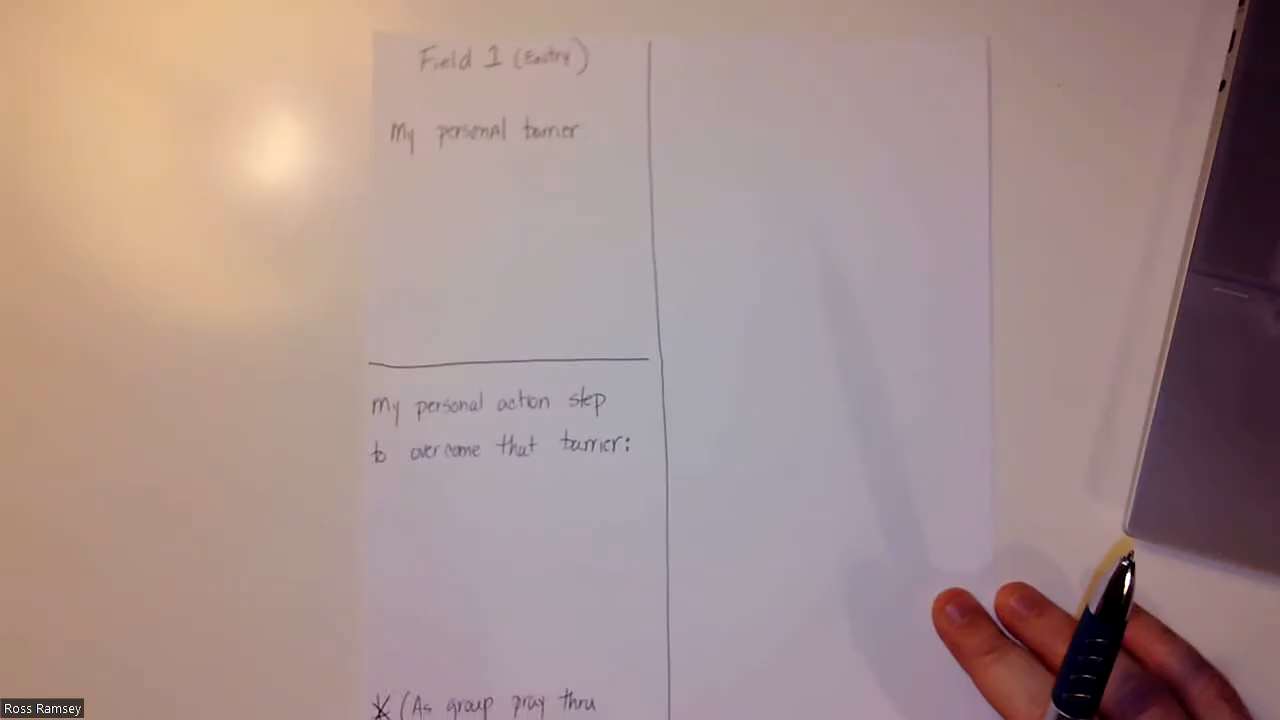 Field 1 (Entry)
My personal barrier
My personal action step
to overcome that barrier:
* (As group pray thru
Ross Ramsey